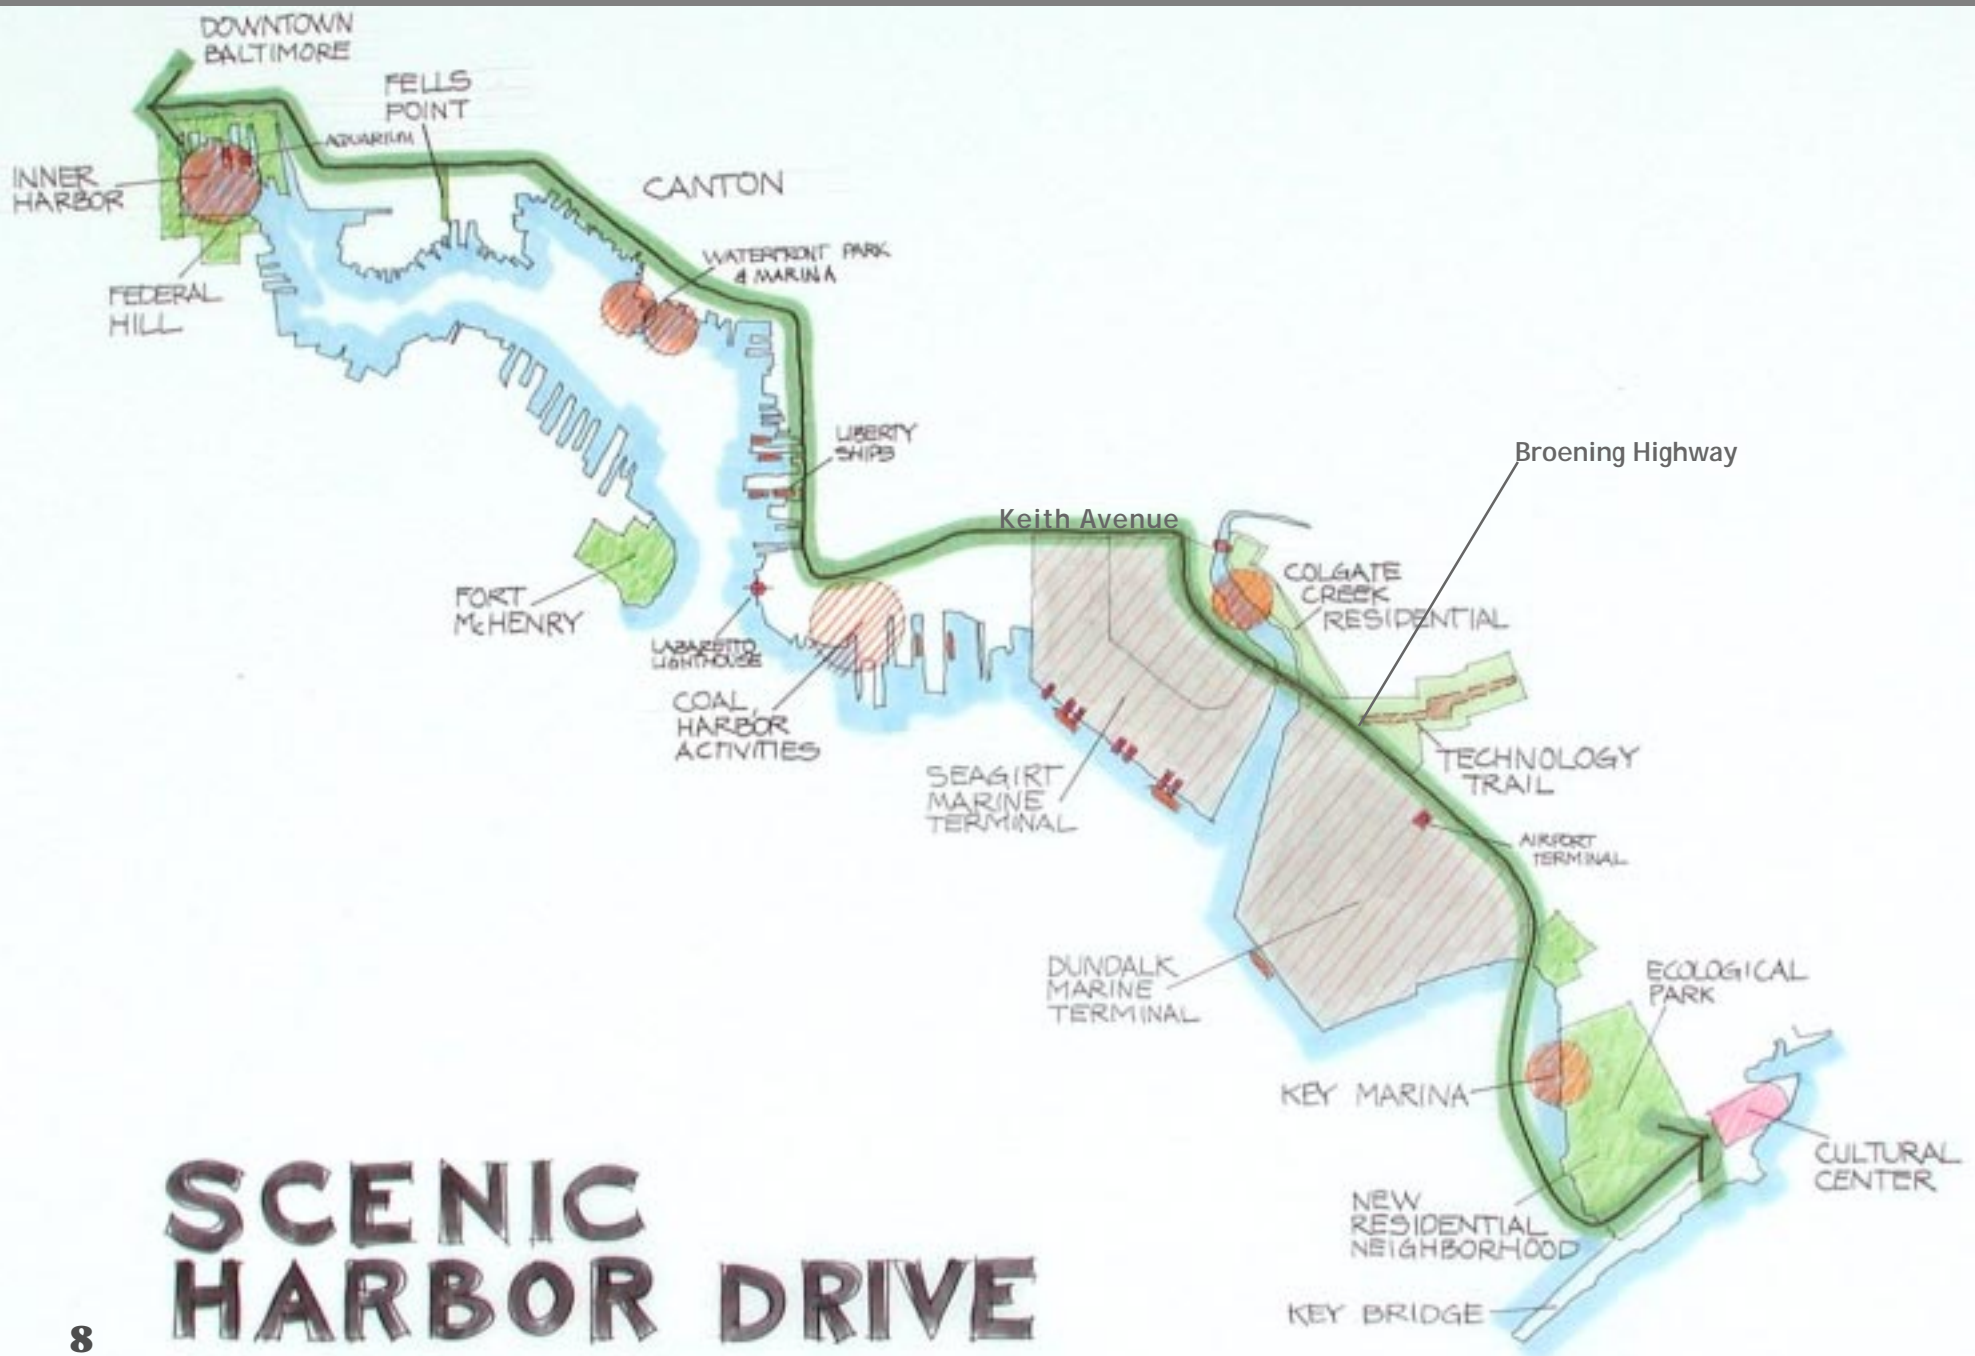 DOWNTOWN
BALTIMORE
FELLS
POINT
AQUARIUM
INNER
HARBOR
CANTON
WATERFRONT PARK
& MARINA
FEDERAL
HILL
LIBERTY
SHIPS
Broening Highway
Keith Avenue
COLGATE
CREEK
RESIDENTIAL
FORT
McHENRY
LABARETTO
LIGHTHOUSE
COAL,
HARBOR
ACTIVITIES
SEAGIRT
MARINE
TERMINAL
TECHNOLOGY
TRAIL
AIRPORT
TERMINAL
DUNDALK
MARINE
TERMINAL
ECOLOGICAL
PARK
KEY MARINA
CULTURAL
CENTER
NEW
RESIDENTIAL
NEIGHBORHOOD
KEY BRIDGE
SCENIC
HARBOR DRIVE
8